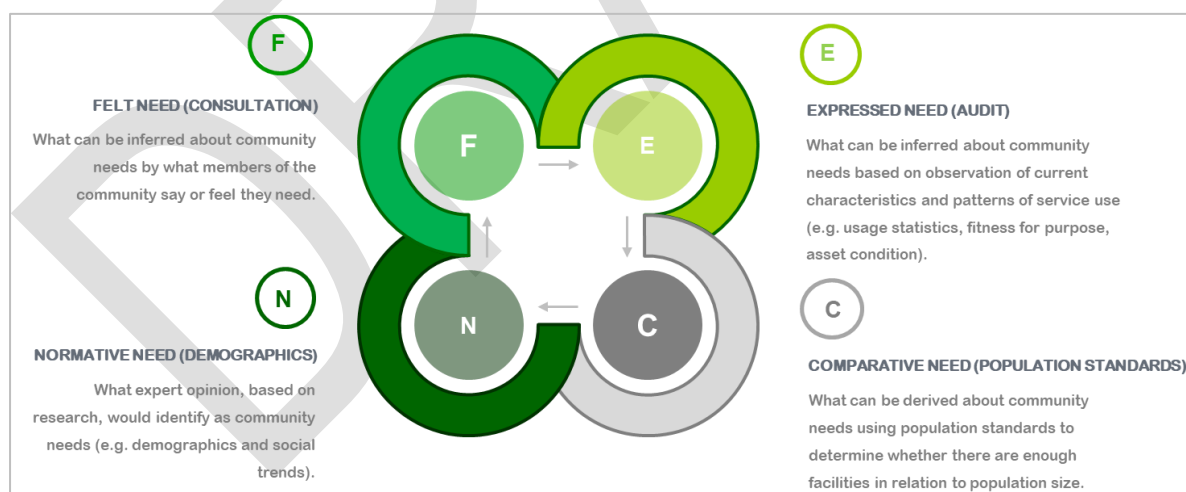 F
FELT NEED (CONSULTATION)
What can be inferred about community
needs by what members of the
community say or feel they need.
E
EXPRESSED NEED (AUDIT)
What can be inferred about community
needs based on observation of current
characteristics and patterns of service use
(e.g. usage statistics, fitness for purpose,
asset condition).
F
E
N
C
N
NORMATIVE NEED (DEMOGRAPHICS)
What expert opinion, based on
research, would identify as community
needs (e.g. demographics and social
trends).
C
COMPARATIVE NEED (POPULATION STANDARDS)
What can be derived about community
needs using population standards to
determine whether there are enough
facilities in relation to population size.